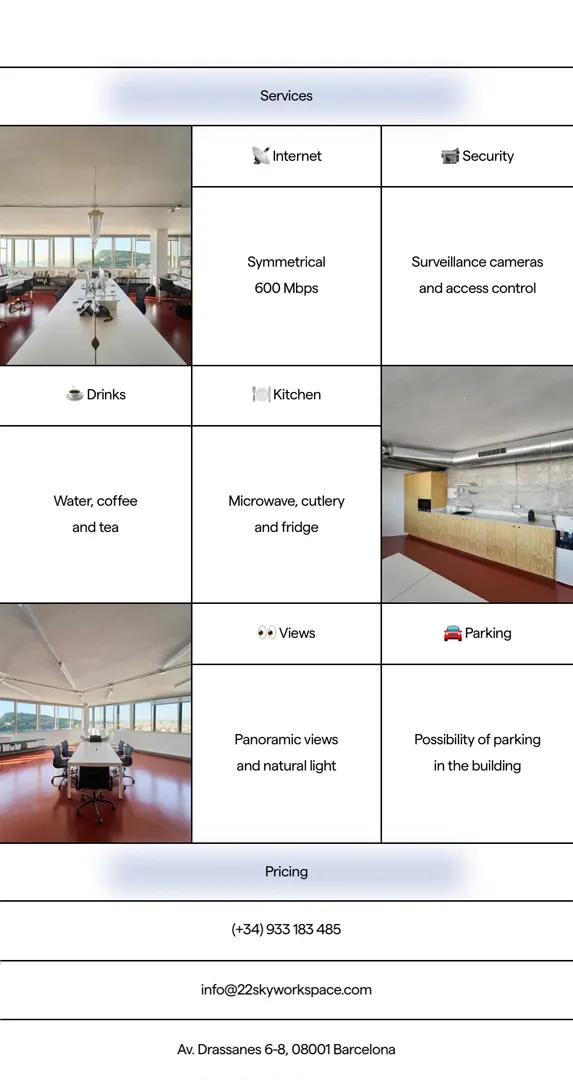 Services
📡 Internet
📹 Security
Symmetrical
600 Mbps
Surveillance cameras
and access control
☕ Drinks
🍽️ Kitchen
Water, coffee
and tea
Microwave, cutlery
and fridge
👀 Views
🚘 Parking
Panoramic views
and natural light
Possibility of parking
in the building
Pricing
(+34) 933 183 485
info@22skyworkspace.com
Av. Drassanes 6-8, 08001 Barcelona